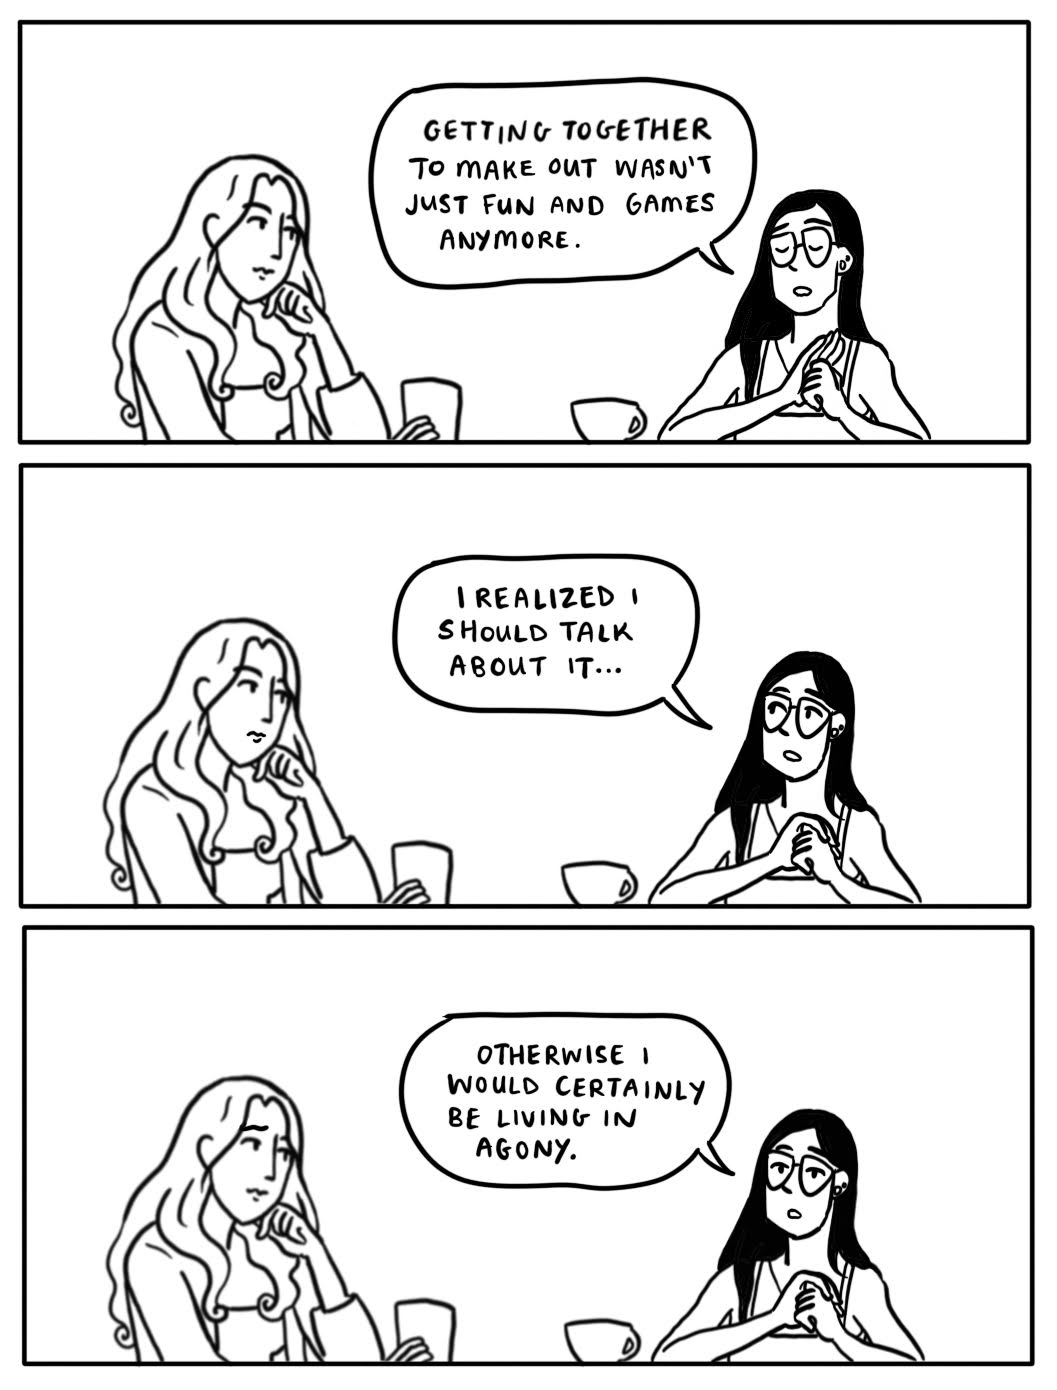 GETTING TOGETHER
TO MAKE OUT WASN'T
JUST FUN AND GAMES
ANYMORE.
I REALIZED I
SHOULD TALK
ABOUT IT...
OTHERWISE I
WOULD CERTAINLY
BE LIVING IN
AGONY.